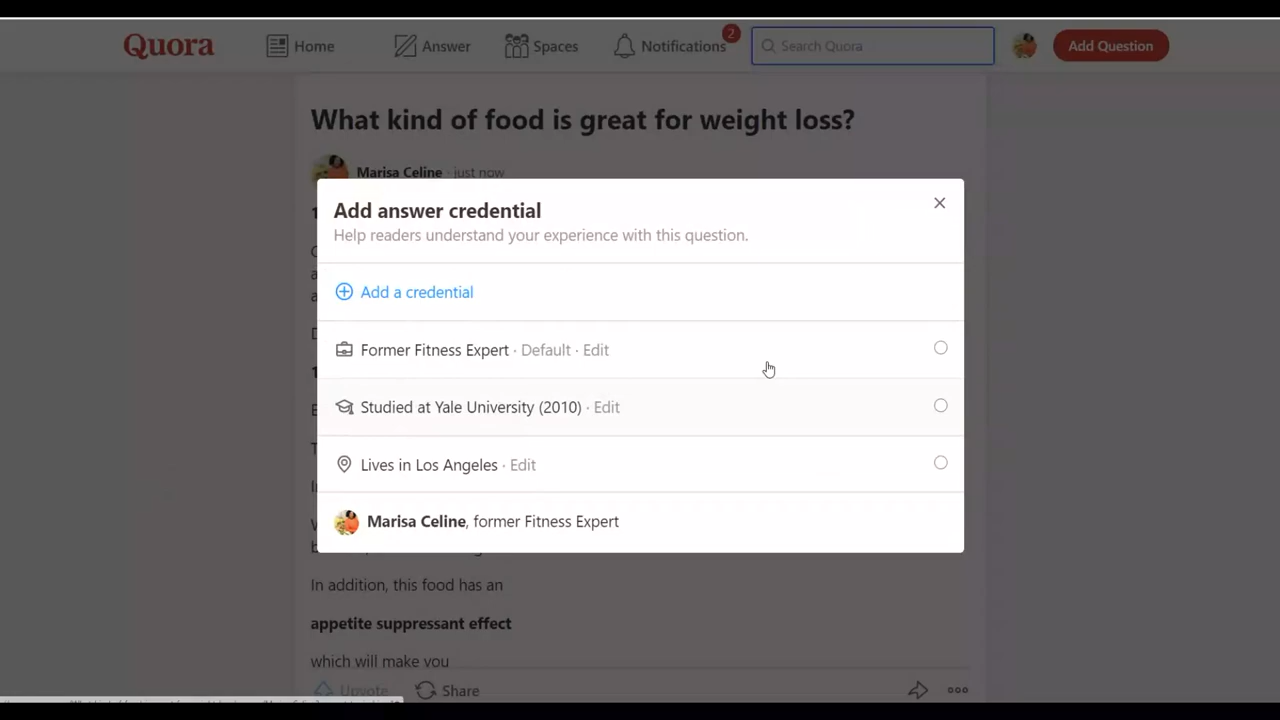 Quora
Home
Answer
Spaces
Notifications
2
Search Quora
Add Question
What kind of food is great for weight loss?
Marisa Celine · just now
Add answer credential
Help readers understand your experience with this question.
Add a credential
Former Fitness Expert · Default · Edit
Studied at Yale University (2010) · Edit
Lives in Los Angeles · Edit
Marisa Celine, former Fitness Expert
In addition, this food has an
appetite suppressant effect
which will make you
Upvote
Share